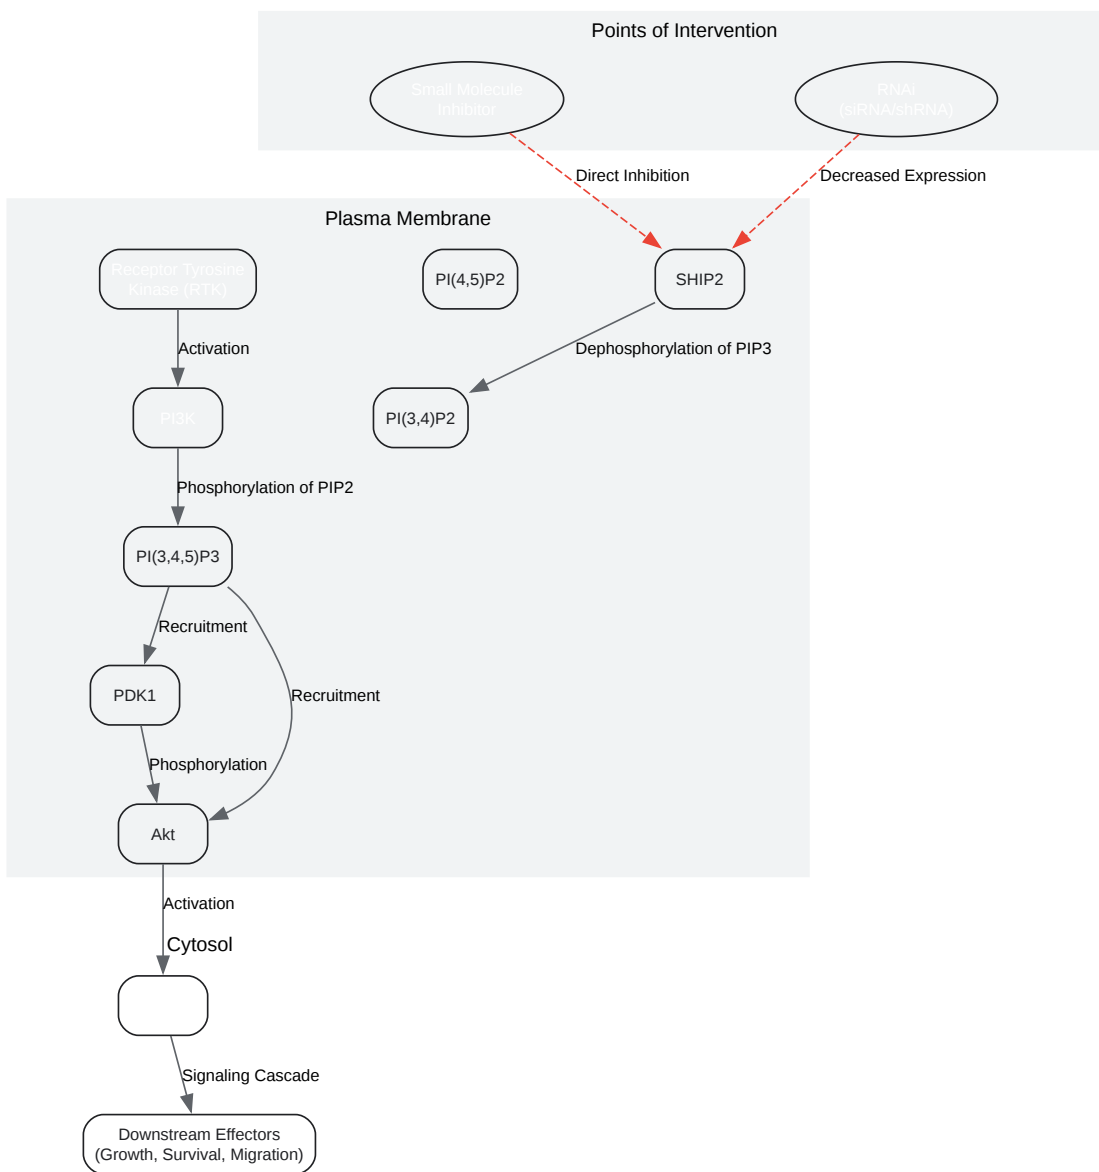 Points of Intervention
Small Molecule
Inhibitor
RNAi
(siRNA/shRNA)
Direct Inhibition
Decreased Expression
Plasma Membrane
Receptor Tyrosine
Kinase (RTK)
PI(4,5)P2
SHIP2
Activation
Dephosphorylation of PIP3
PI3K
PI(3,4)P2
Phosphorylation of PIP2
PI(3,4,5)P3
Recruitment
PDK1
Recruitment
Phosphorylation
Akt
Activation
Cytosol
Signaling Cascade
Downstream Effectors
(Growth, Survival, Migration)